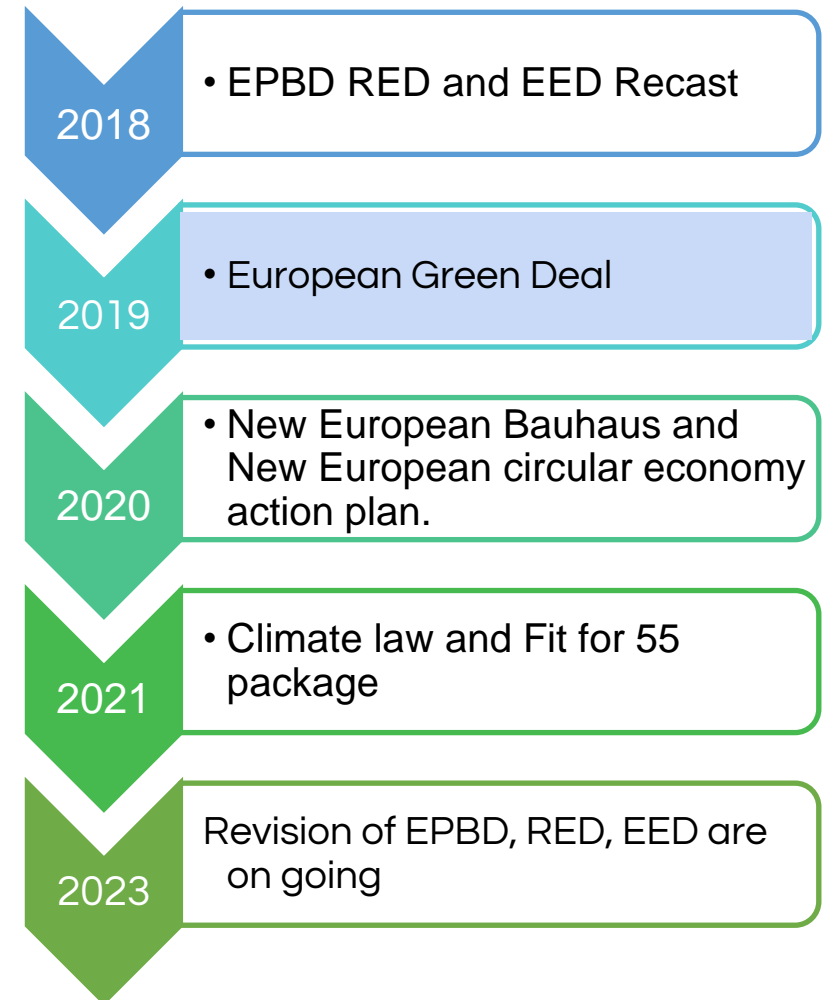 2018
• EPBD RED and EED Recast
2019
• European Green Deal
2020
• New European Bauhaus and
New European circular economy
action plan.
2021
• Climate law and Fit for 55
package
2023
Revision of EPBD, RED, EED are
on going